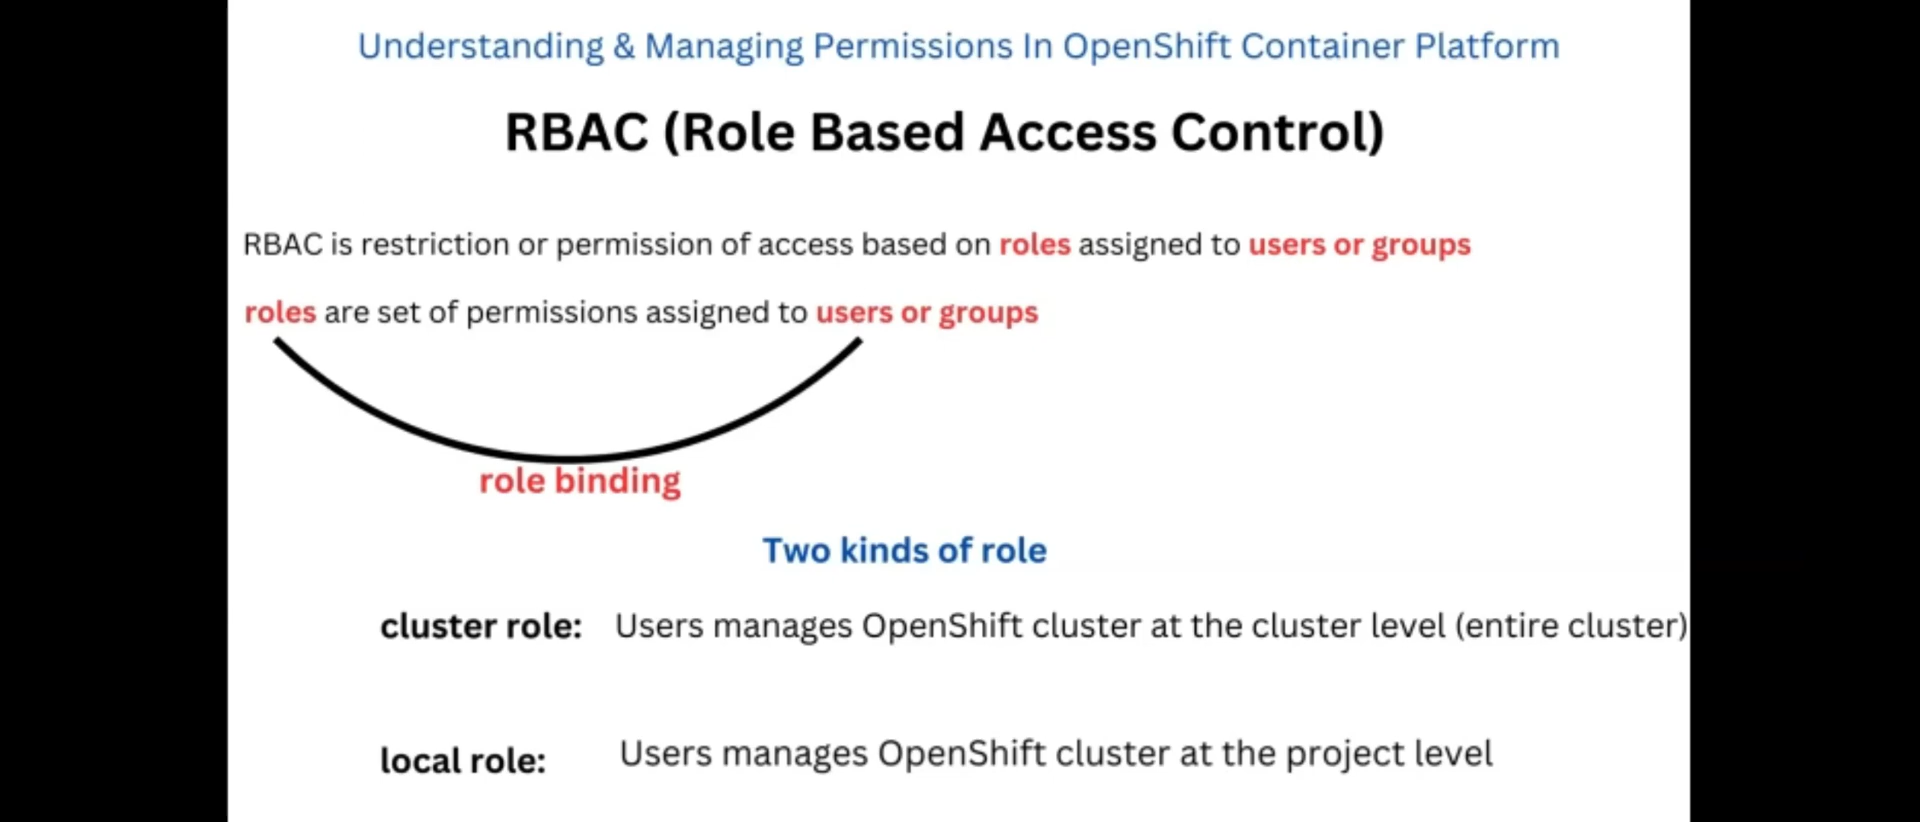 Understanding & Managing Permissions In OpenShift Container Platform
RBAC (Role Based Access Control)
RBAC is restriction or permission of access based on roles assigned to users or groups
roles are set of permissions assigned to users or groups
role binding
Two kinds of role
cluster role: Users manages OpenShift cluster at the cluster level (entire cluster)
local role: Users manages OpenShift cluster at the project level